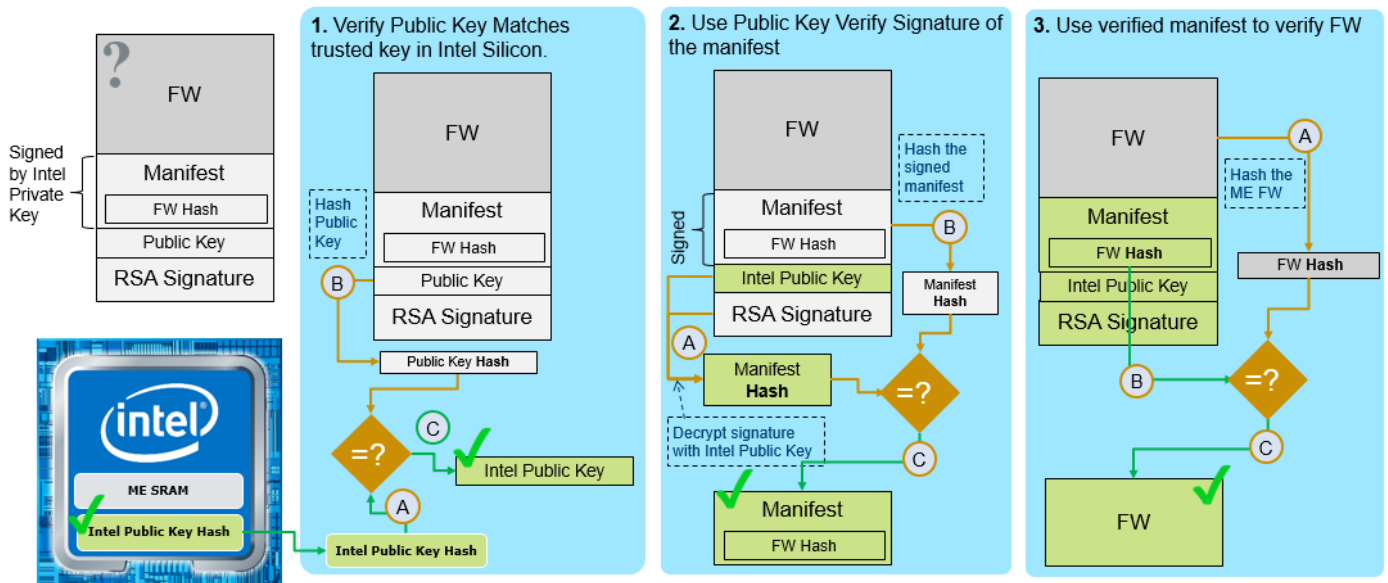 ?
FW
Signed
by Intel
Private
Key
Manifest
FW Hash
Public Key
RSA Signature
intel
ME SRAM
Intel Public Key Hash
1. Verify Public Key Matches
trusted key in Intel Silicon.
FW
Hash
Public
Key
Manifest
FW Hash
B
Public Key
RSA Signature
Public Key Hash
=?
C
Intel Public Key
A
Intel Public Key Hash
2. Use Public Key Verify Signature of
the manifest
FW
Hash the
signed
manifest
Signed
Manifest
FW Hash
B
Intel Public Key
Manifest
Hash
RSA Signature
A
Manifest
Hash
=?
Decrypt signature
with Intel Public Key
C
Manifest
FW Hash
3. Use verified manifest to verify FW
FW
A
Hash the
ME FW
Manifest
FW Hash
FW Hash
Intel Public Key
RSA Signature
B
=?
C
FW